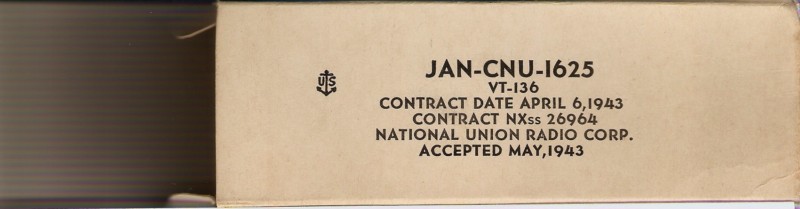 US
JAN-CNU-1625
VT-136
CONTRACT DATE APRIL 6,1943
CONTRACT NXss 26964
NATIONAL UNION RADIO CORP.
ACCEPTED MAY,1943